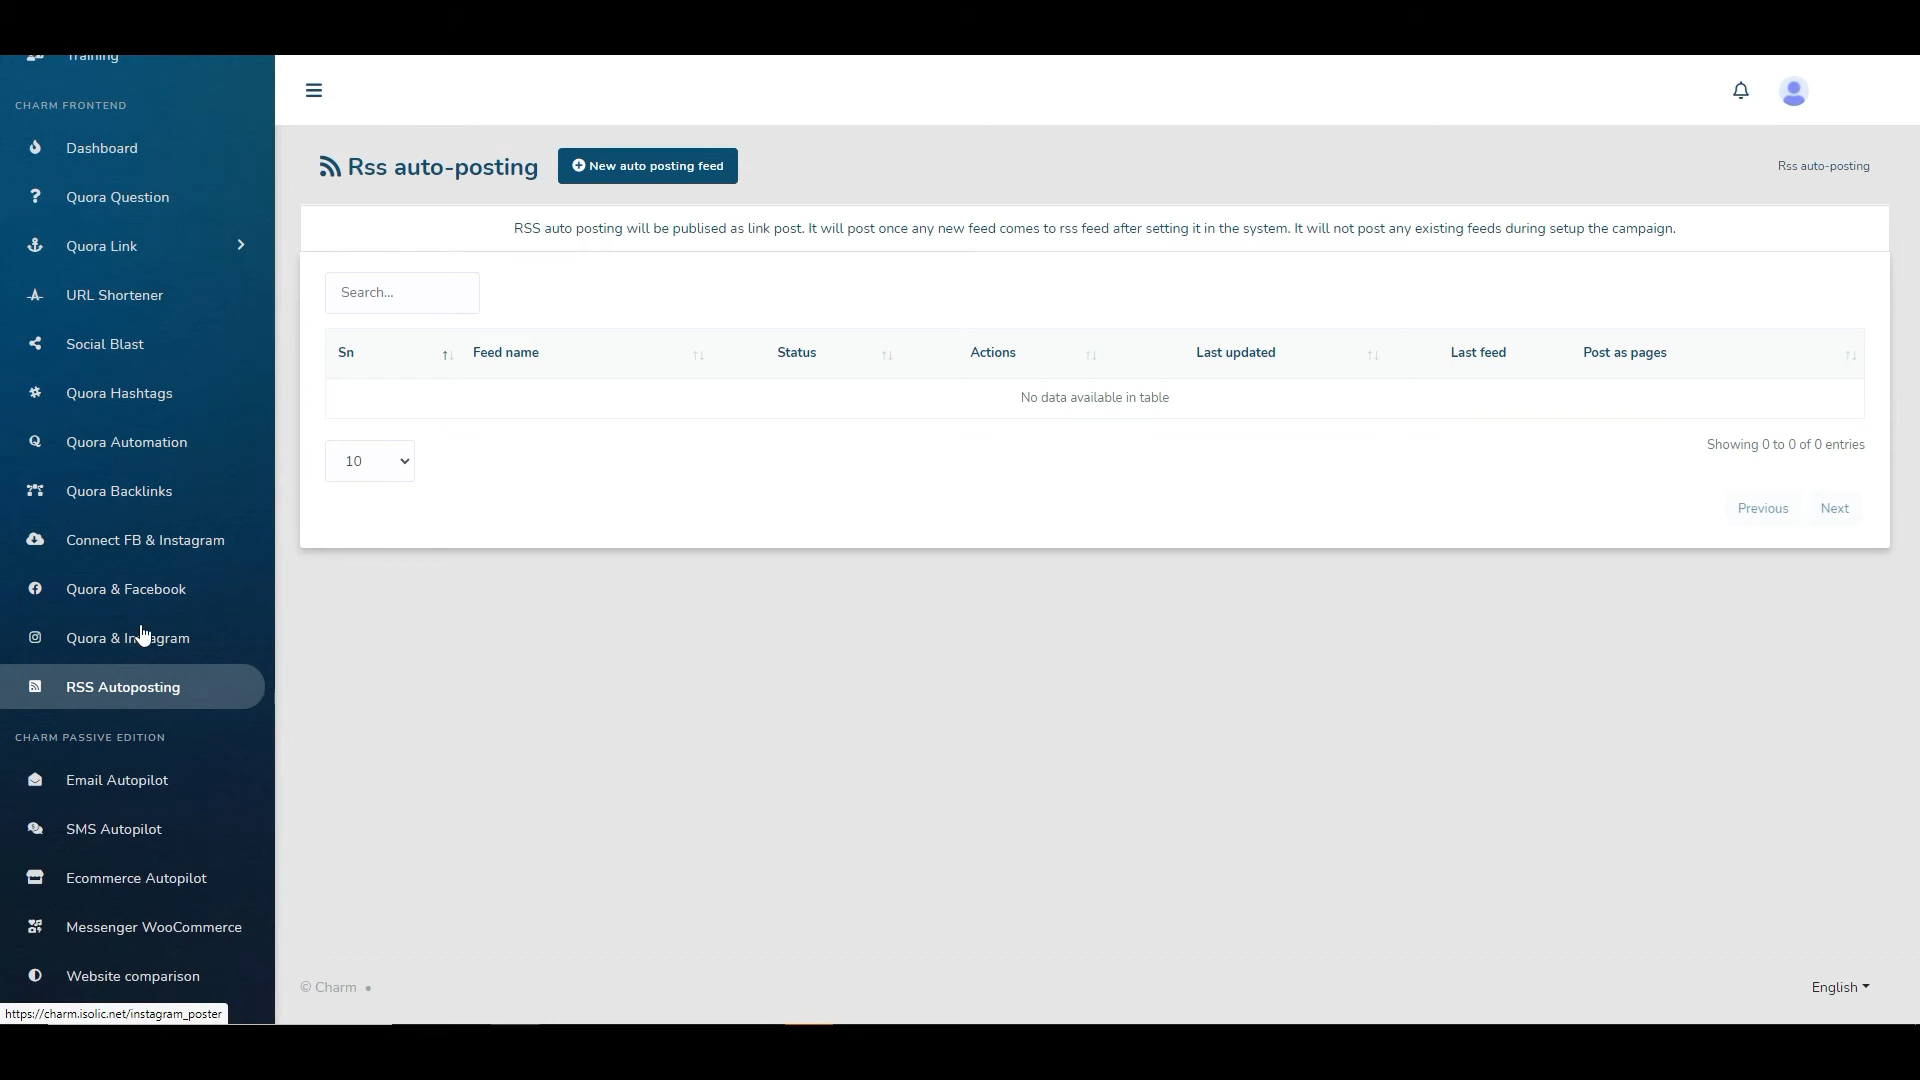 Training
CHARM FRONTEND
Dashboard
Quora Question
Quora Link
URL Shortener
Social Blast
Quora Hashtags
Quora Automation
Quora Backlinks
Connect FB & Instagram
Quora & Facebook
Quora & Instagram
RSS Autoposting
CHARM PASSIVE EDITION
Email Autopilot
SMS Autopilot
Ecommerce Autopilot
Messenger WooCommerce
Website comparison
https://charm.isolic.net/instagram_poster
Rss auto-posting
New auto posting feed
Rss auto-posting
RSS auto posting will be publised as link post. It will post once any new feed comes to rss feed after setting it in the system. It will not post any existing feeds during setup the campaign.
Search...
Sn Feed name Status Actions Last updated Last feed Post as pages
No data available in table
10
Showing 0 to 0 of 0 entries
Previous Next
© Charm •
English